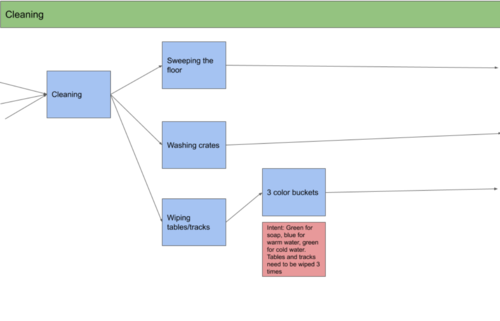 Cleaning
Sweeping the
floor
Cleaning
Washing crates
3 color buckets
Wiping
tables/tracks
Intent: Green for
soap, blue for
warm water, green
for cold water.
Tables and tracks
need to be wiped 3
times